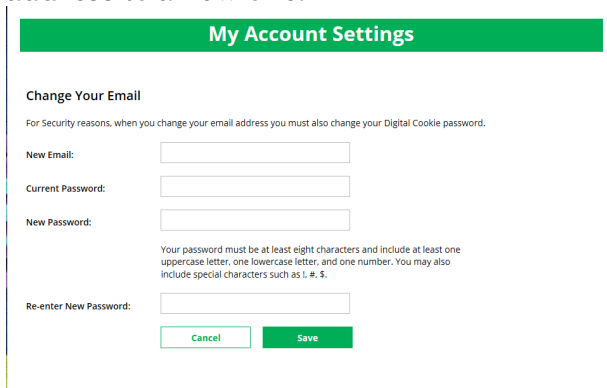 My Account Settings
Change Your Email
For Security reasons, when you change your email address you must also change your Digital Cookie password.
New Email:
Current Password:
New Password:
Your password must be at least eight characters and include at least one
uppercase letter, one lowercase letter, and one number. You may also
include special characters such as !, #, $.
Re-enter New Password:
Cancel Save